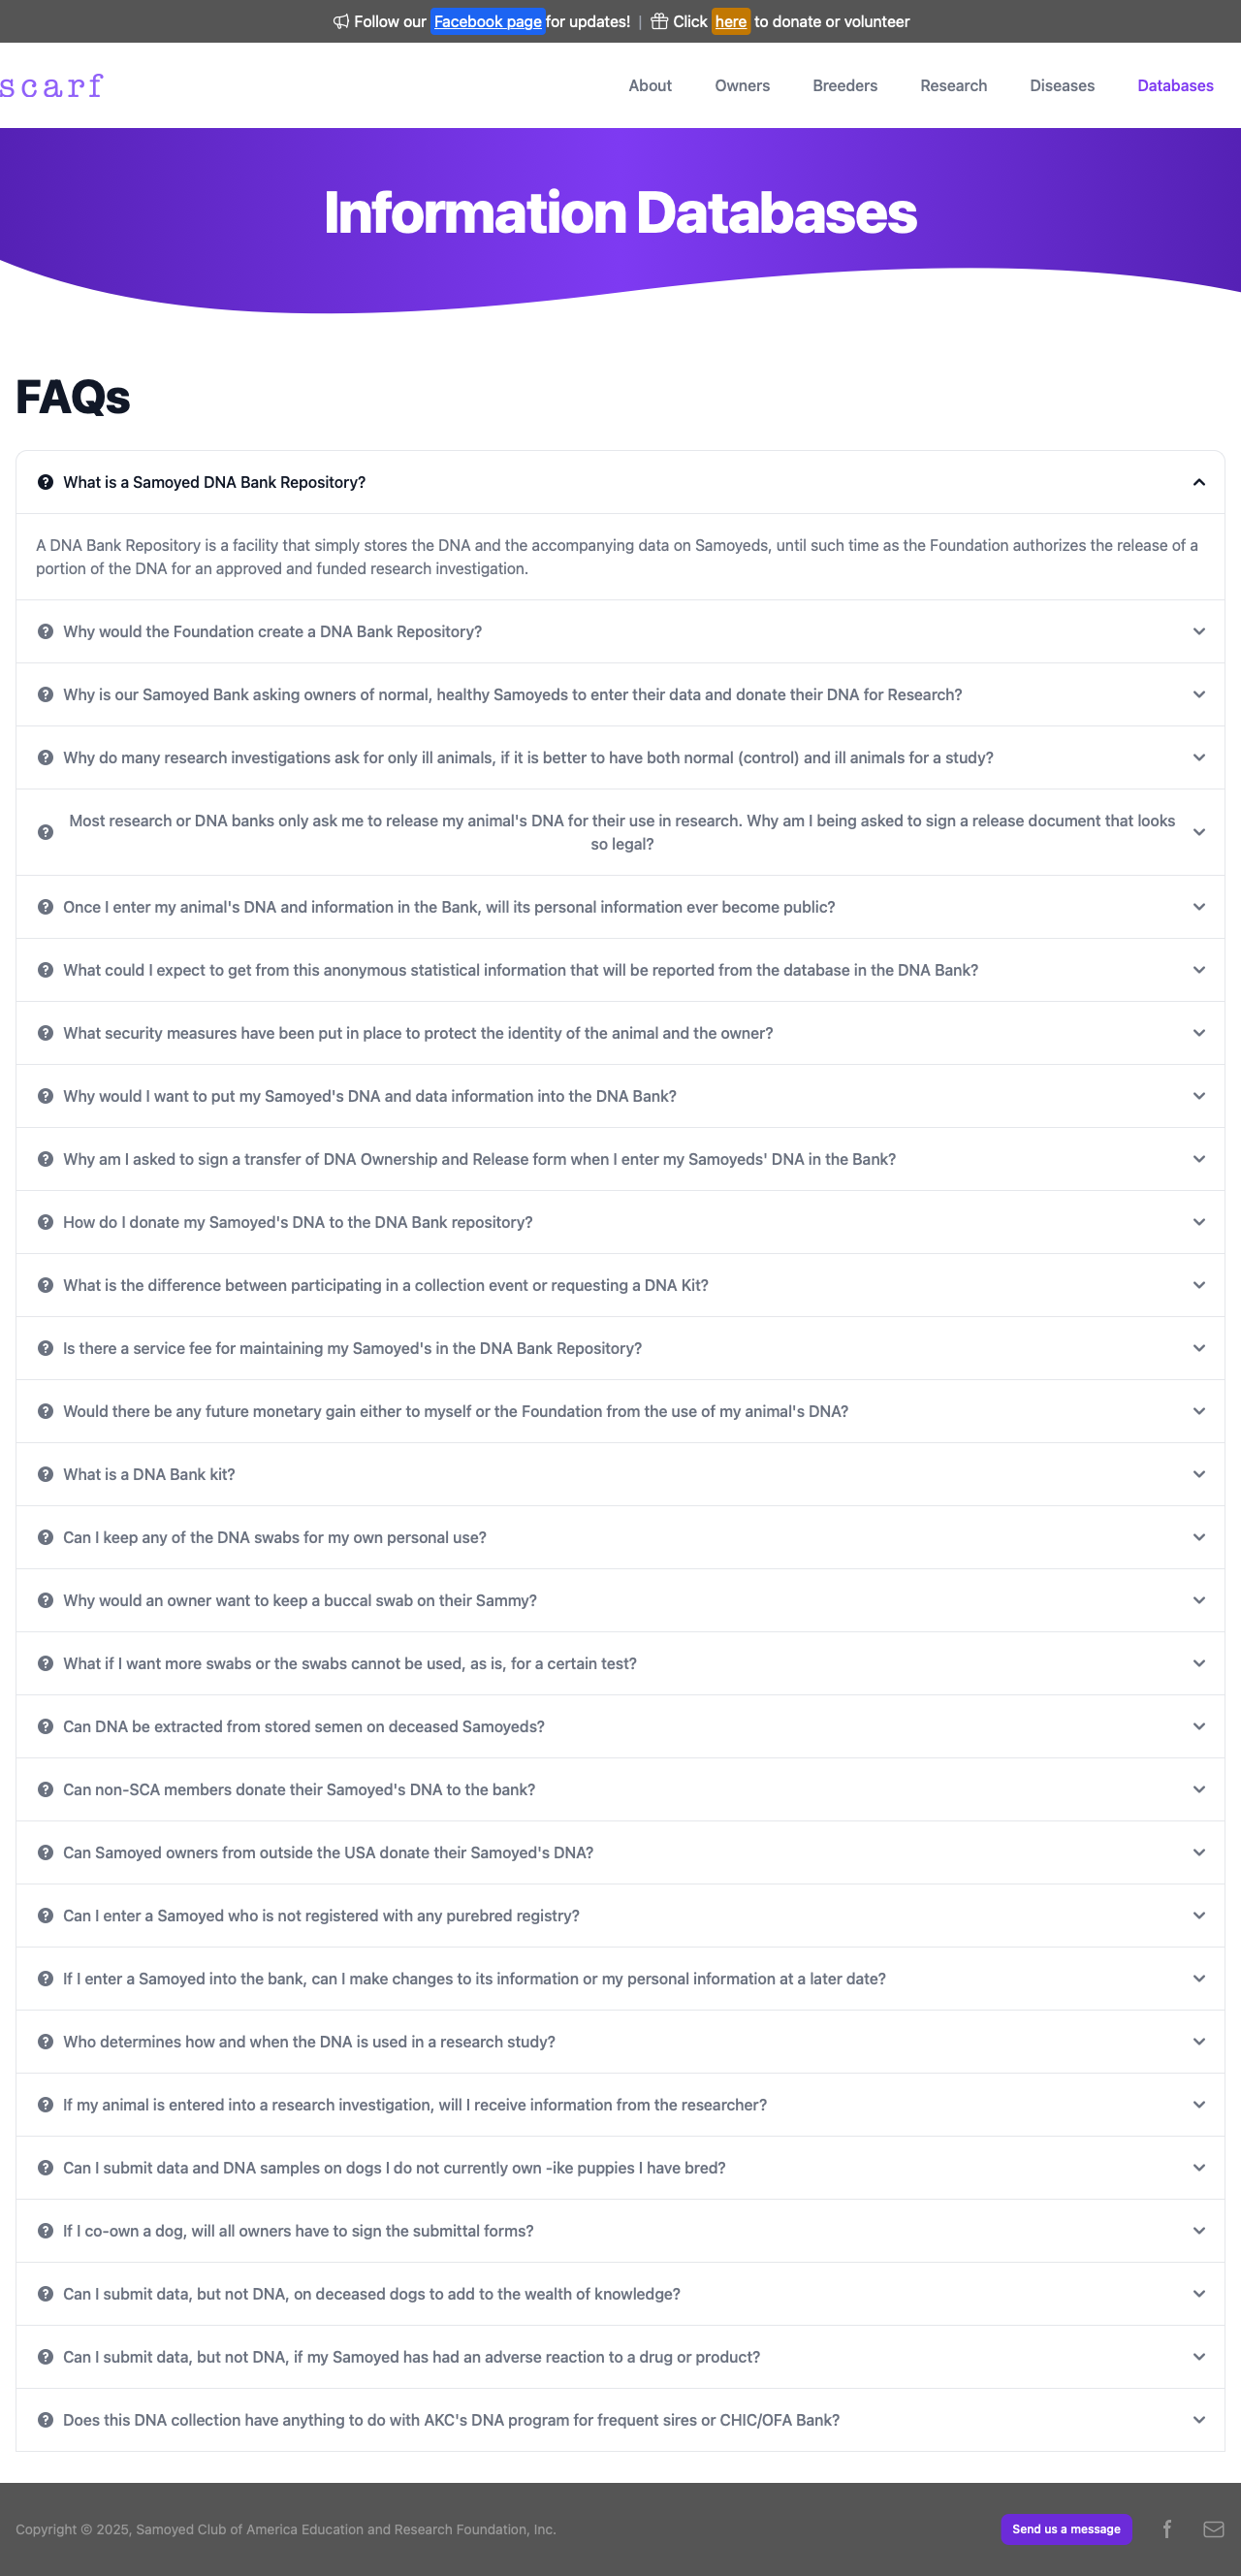 Follow our Facebook page for updates! | Click here to donate or volunteer
scarf
About Owners Breeders Research Diseases Databases
Information Databases
FAQs
What is a Samoyed DNA Bank Repository?
A DNA Bank Repository is a facility that simply stores the DNA and the accompanying data on Samoyeds, until such time as the Foundation authorizes the release of a
portion of the DNA for an approved and funded research investigation.
Why would the Foundation create a DNA Bank Repository?
Why is our Samoyed Bank asking owners of normal, healthy Samoyeds to enter their data and donate their DNA for Research?
Why do many research investigations ask for only ill animals, if it is better to have both normal (control) and ill animals for a study?
Most research or DNA banks only ask me to release my animal's DNA for their use in research. Why am I being asked to sign a release document that looks
so legal?
Once I enter my animal's DNA and information in the Bank, will its personal information ever become public?
What could I expect to get from this anonymous statistical information that will be reported from the database in the DNA Bank?
What security measures have been put in place to protect the identity of the animal and the owner?
Why would I want to put my Samoyed's DNA and data information into the DNA Bank?
Why am I asked to sign a transfer of DNA Ownership and Release form when I enter my Samoyeds' DNA in the Bank?
How do I donate my Samoyed's DNA to the DNA Bank repository?
What is the difference between participating in a collection event or requesting a DNA Kit?
Is there a service fee for maintaining my Samoyed's in the DNA Bank Repository?
Would there be any future monetary gain either to myself or the Foundation from the use of my animal's DNA?
What is a DNA Bank kit?
Can I keep any of the DNA swabs for my own personal use?
Why would an owner want to keep a buccal swab on their Sammy?
What if I want more swabs or the swabs cannot be used, as is, for a certain test?
Can DNA be extracted from stored semen on deceased Samoyeds?
Can non-SCA members donate their Samoyed's DNA to the bank?
Can Samoyed owners from outside the USA donate their Samoyed's DNA?
Can I enter a Samoyed who is not registered with any purebred registry?
If I enter a Samoyed into the bank, can I make changes to its information or my personal information at a later date?
Who determines how and when the DNA is used in a research study?
If my animal is entered into a research investigation, will I receive information from the researcher?
Can I submit data and DNA samples on dogs I do not currently own -ike puppies I have bred?
If I co-own a dog, will all owners have to sign the submittal forms?
Can I submit data, but not DNA, on deceased dogs to add to the wealth of knowledge?
Can I submit data, but not DNA, if my Samoyed has had an adverse reaction to a drug or product?
Does this DNA collection have anything to do with AKC's DNA program for frequent sires or CHIC/OFA Bank?
Copyright © 2025, Samoyed Club of America Education and Research Foundation, Inc.
Send us a message